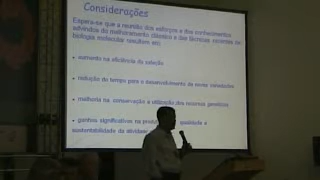 Considerações
Espera-se que a reunião dos esforços e dos conhecimentos
advindos do melhoramento clássico e das técnicas recentes da
biologia molecular resultem em:
aumento na eficiência da seleção
redução do tempo para o desenvolvimento de novas variedades
melhoria na conservação e utilização dos recursos genéticos
ganhos significativos na qualidade e
sustentabilidade da